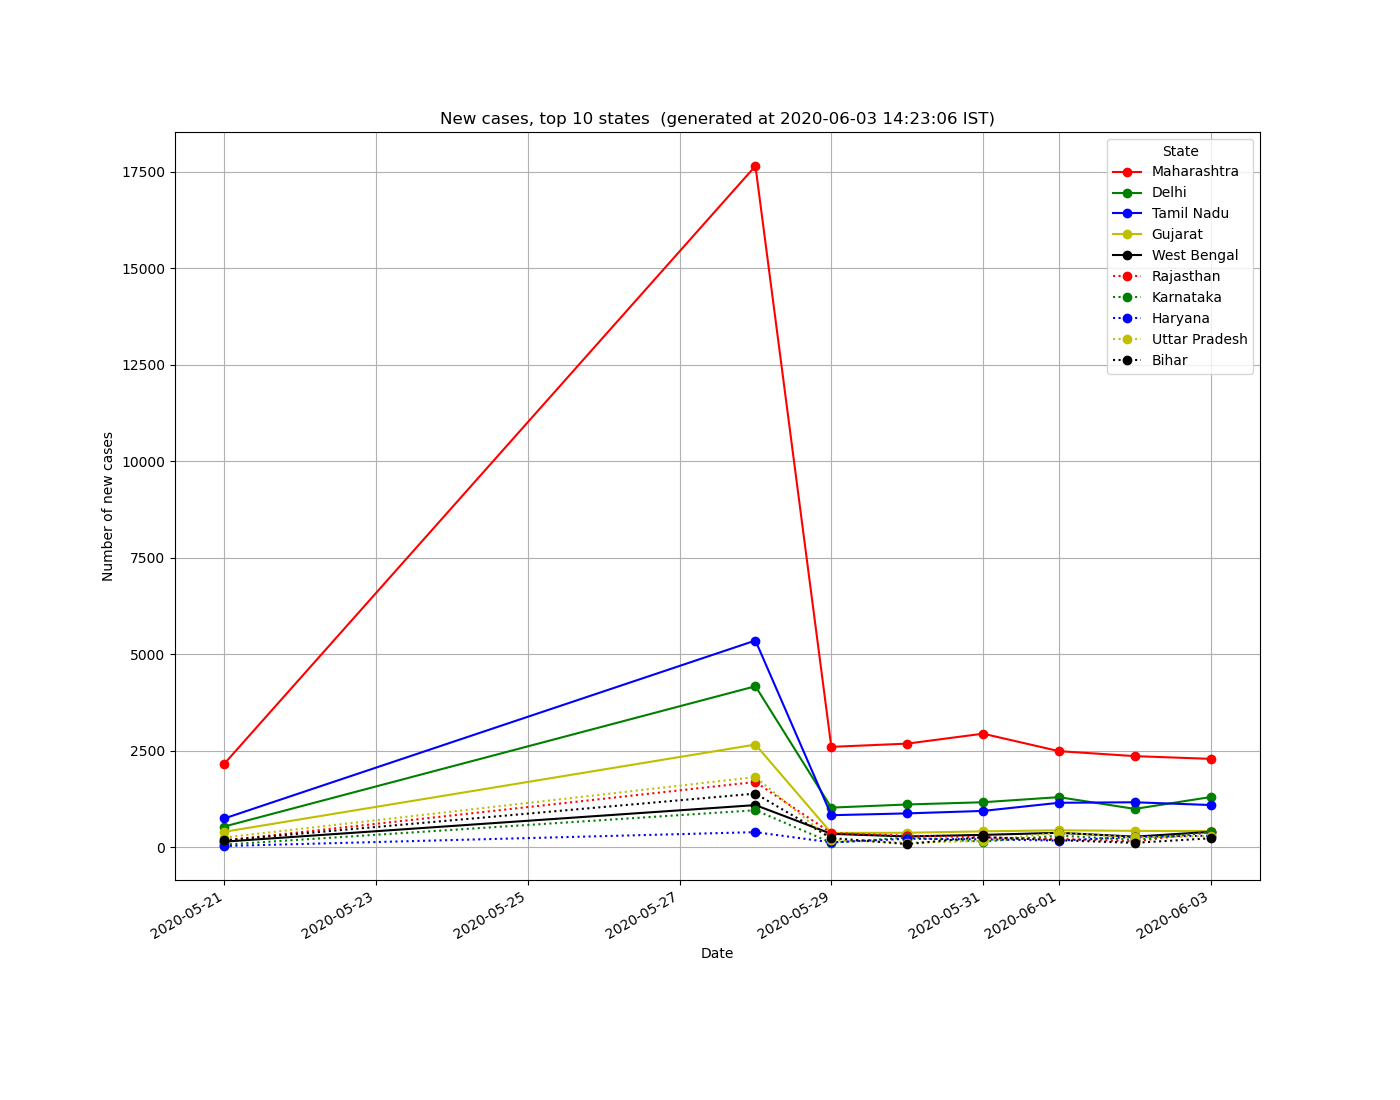 New cases, top 10 states  (generated at 2020-06-03 14:23:06 IST)
State
Maharashtra
Delhi
Tamil Nadu
Gujarat
West Bengal
Rajasthan
Karnataka
Haryana
Uttar Pradesh
Bihar
17500
15000
12500
10000
7500
5000
2500
0
Number of new cases
2020-05-21
2020-05-23
2020-05-25
2020-05-27
2020-05-29
2020-05-31
2020-06-01
2020-06-03
Date